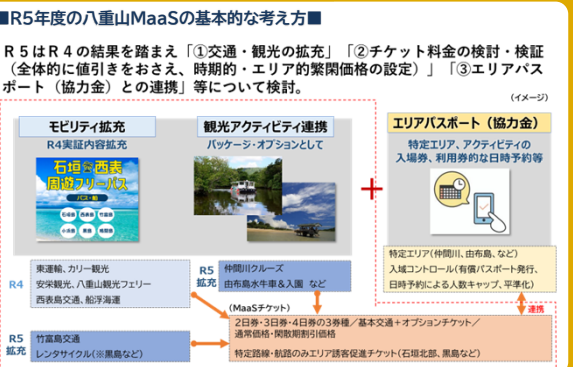 ■R5年度の八重山MaaSの基本的な考え方■
R5はR4の結果を踏まえ「①交通・観光の拡充」「②チケット料金の検討・検証
（全体的に値引きをおさえ、時期的・エリア的繁閑価格の設定）」「③エリアパス
ポート（協力金）との連携」等について検討。
（イメージ）
モビリティ拡充
R4実証内容拡充
石垣 西表
周遊フリーパス
バス・船
観光アクティビティ連携
パッケージ・オプションとして
エリアパスポート（協力金）
特定エリア、アクティビティの
入場券、利用券的な日時予約等
+
R4
東運輸、カリー観光
安栄観光、八重山観光フェリー
西表島交通、船浮海運
R5
拡充
仲間川クルーズ
由布島水牛車＆入園 など
特定エリア（仲間川、由布島、など）
入域コントロール（有償パスポート発行、
日時予約による人数キャップ、平準化）
連携
R5
拡充
竹富島交通
レンタサイクル（※黒島など）
（MaaSチケット）
2日券・3日券・4日券の3券種／基本交通＋オプションチケット／
通常価格・閑散期割引価格
特定路線・航路のみエリア誘客促進チケット（石垣北部、黒島など）